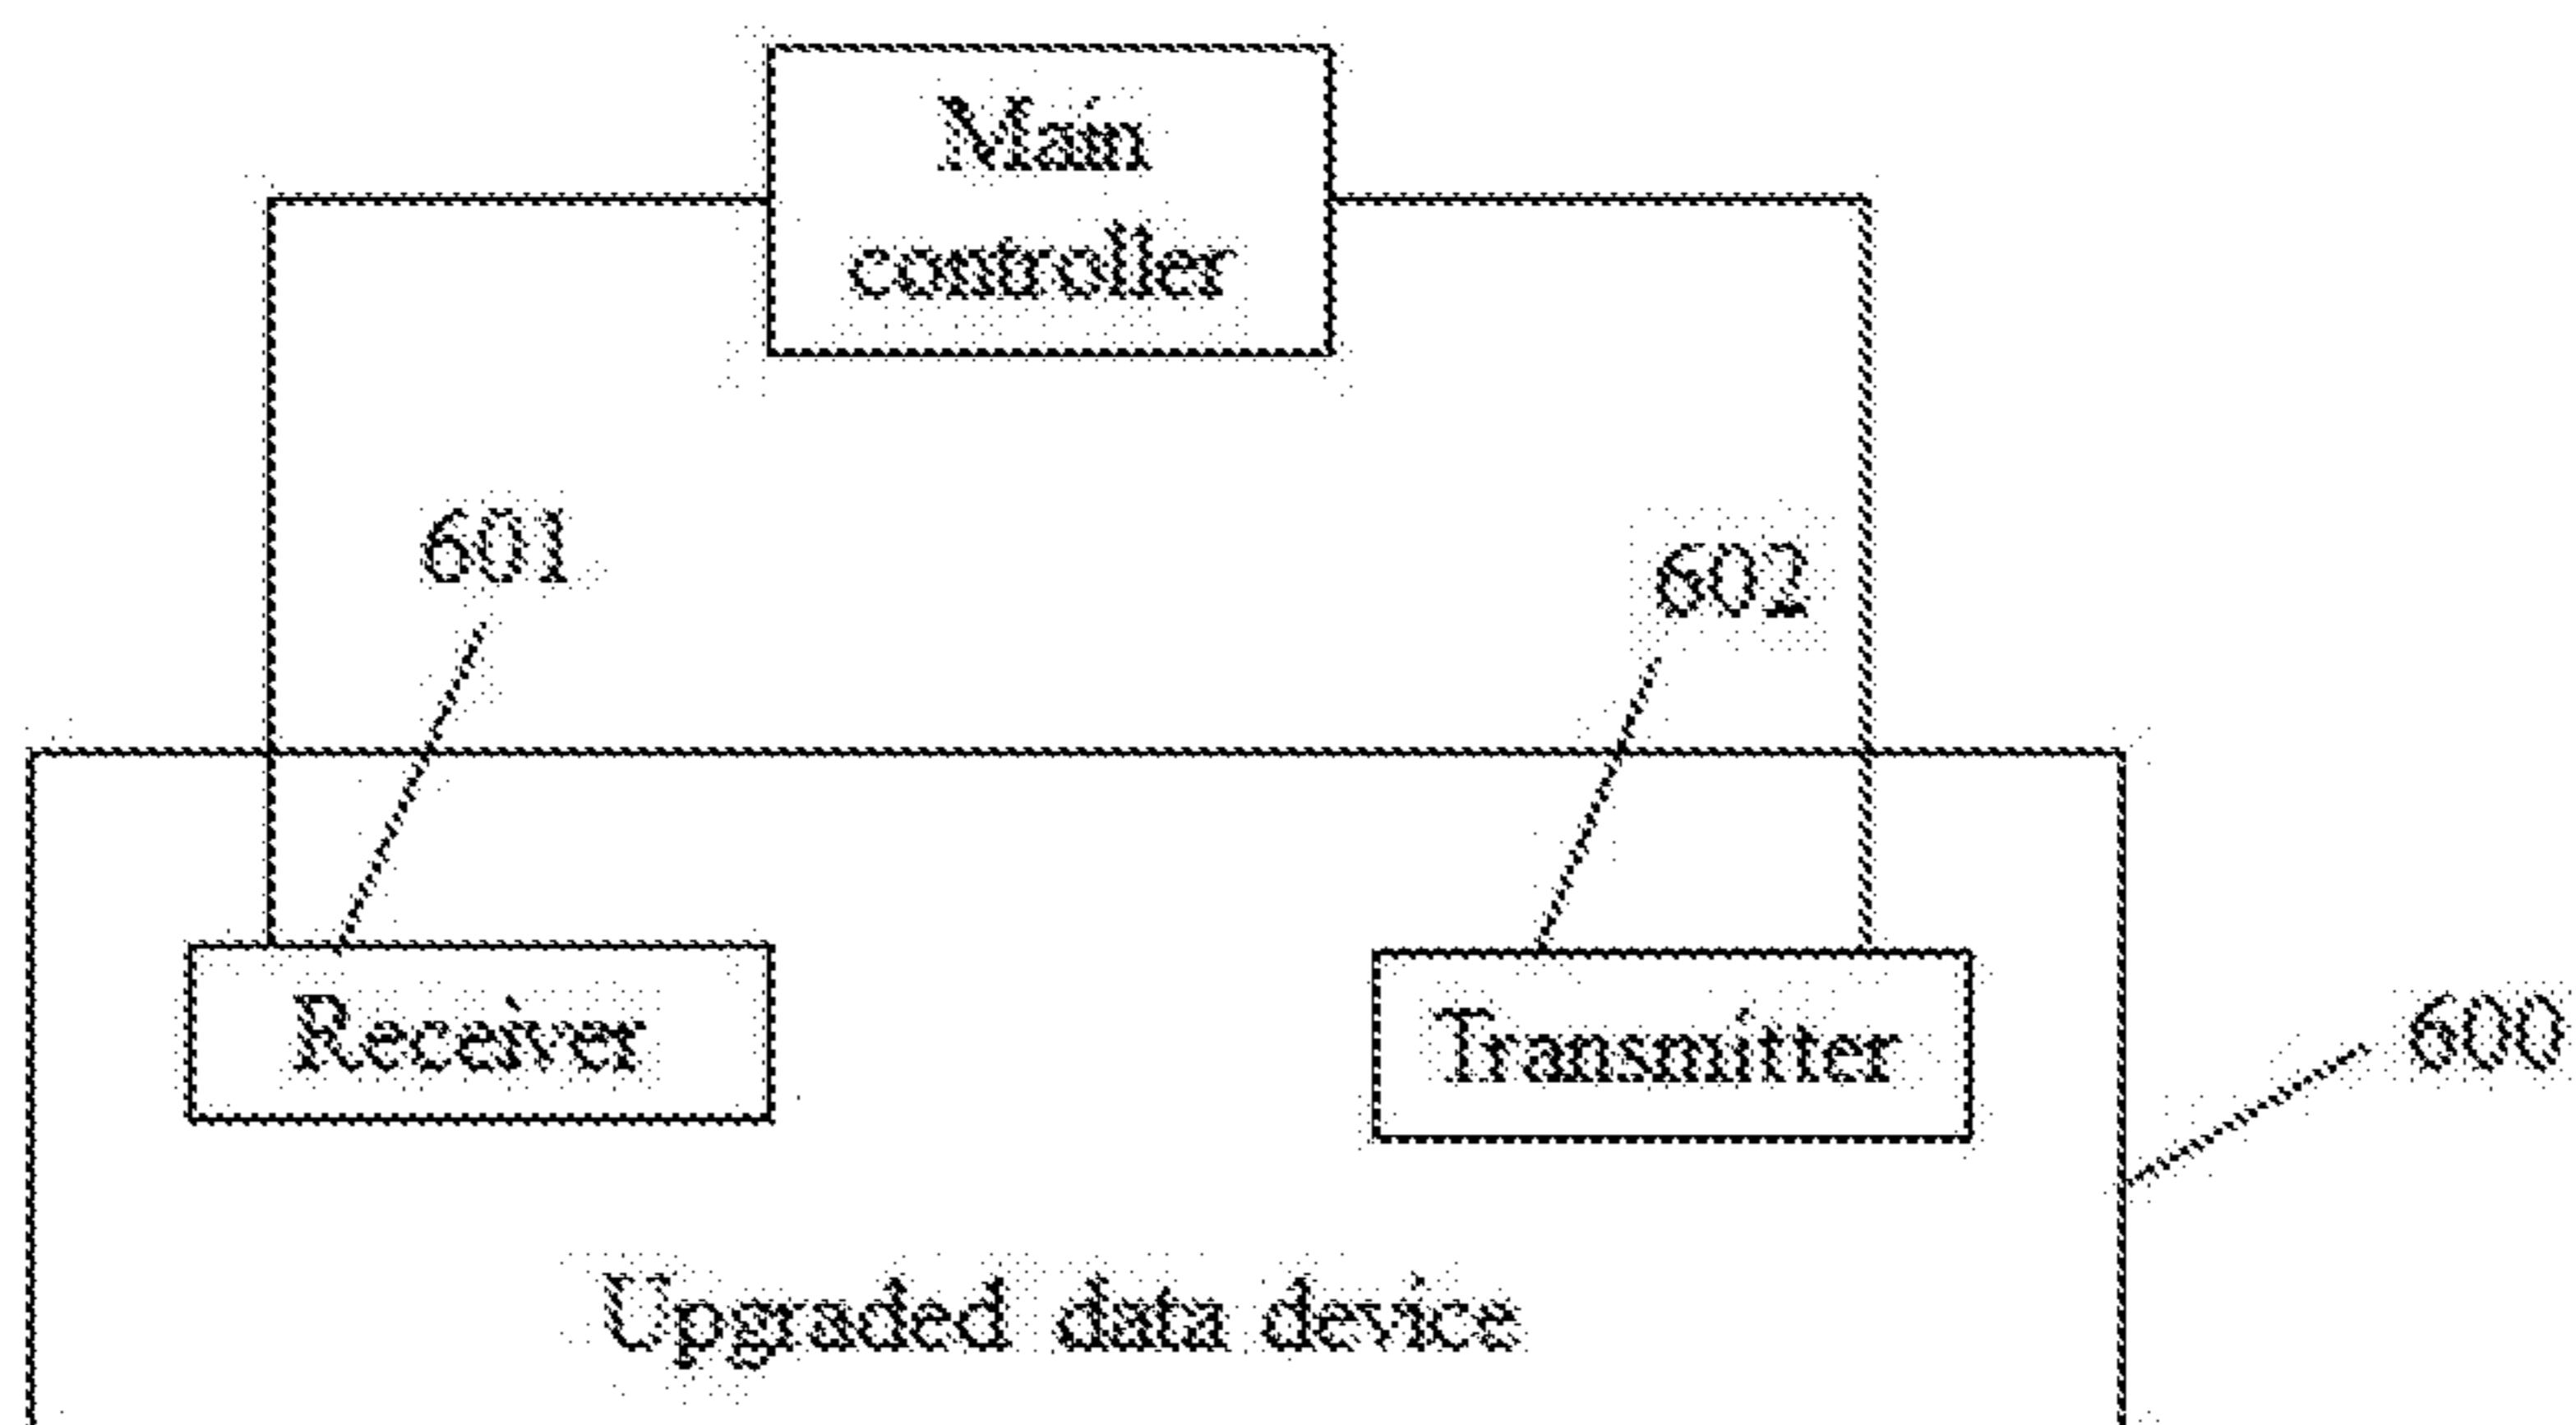 Main
controller
601
602
Receiver
Transmitter
600
Upgraded data device